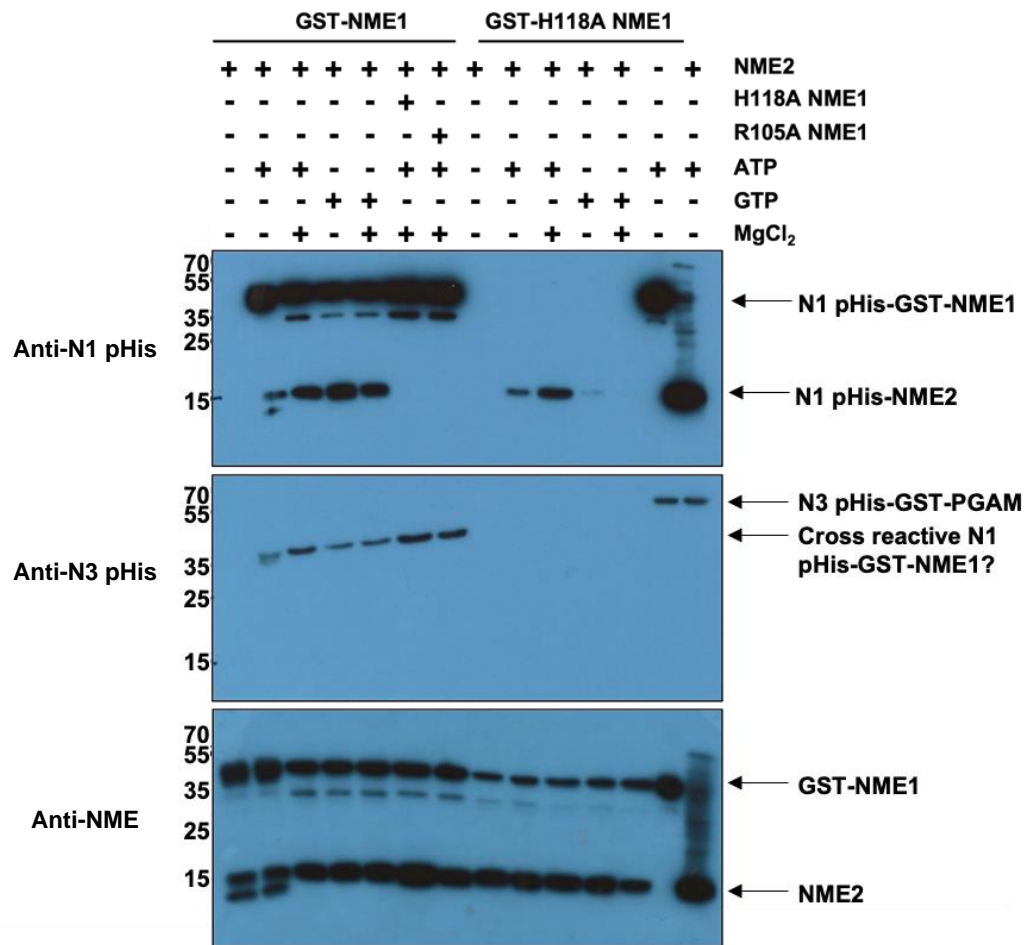 GST-NME1 GST-H118A NME1
+ + + + + + + + + + + + - + NME2
- - - - - + - - - - - - - - H118A NME1
- - - - - - + - - - - - - - R105A NME1
- + + - - + + - + + - - + + ATP
- - - + + - - - - - + + - - GTP
- - + - + + + - - + - + - - MgCl₂
Anti-N1 pHis
70
55
35
25
15
N1 pHis-GST-NME1
N1 pHis-NME2
Anti-N3 pHis
70
55
35
25
15
N3 pHis-GST-PGAM
Cross reactive N1
pHis-GST-NME1?
Anti-NME
70
55
35
25
15
GST-NME1
NME2